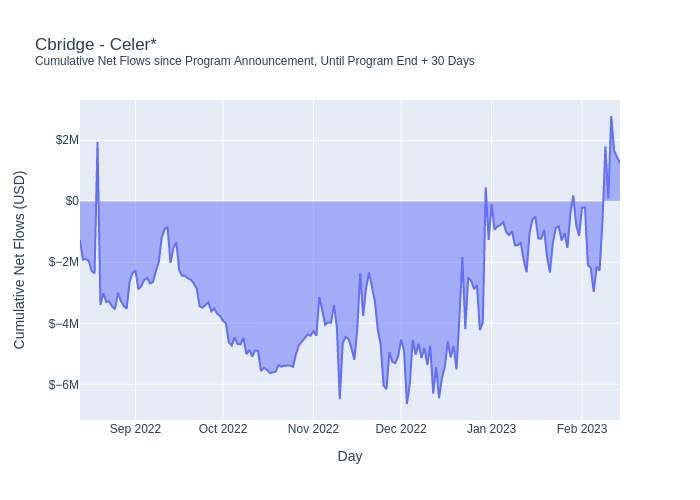 Cbridge - Celer*
Cumulative Net Flows since Program Announcement, Until Program End + 30 Days
Cumulative Net Flows (USD)
$2M
$0
$−2M
$−4M
$−6M
Sep 2022 Oct 2022 Nov 2022 Dec 2022 Jan 2023 Feb 2023
Day